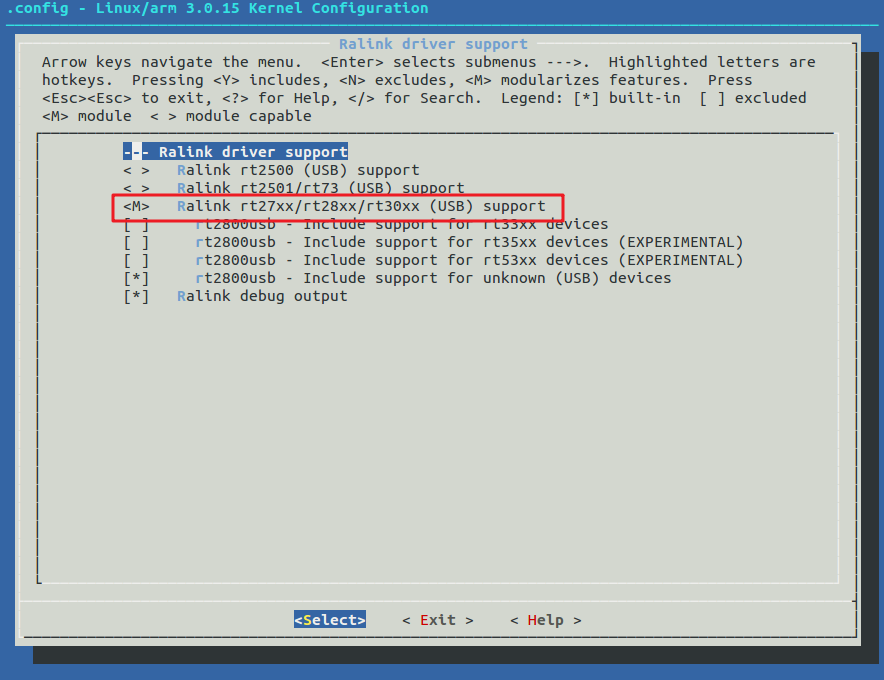 .config - Linux/arm 3.0.15 Kernel Configuration
Ralink driver support
Arrow keys navigate the menu.  <Enter> selects submenus --->.  Highlighted letters are
hotkeys.  Pressing <Y> includes, <N> excludes, <M> modularizes features.  Press
<Esc><Esc> to exit, <?> for Help, </> for Search.  Legend: [*] built-in  [ ] excluded
<M> module  < > module capable
--- Ralink driver support
< >   Ralink rt2500 (USB) support
< >   Ralink rt2501/rt73 (USB) support
<M>   Ralink rt27xx/rt28xx/rt30xx (USB) support
[ ]     rt2800usb - Include support for rt33xx devices
[ ]     rt2800usb - Include support for rt35xx devices (EXPERIMENTAL)
[ ]     rt2800usb - Include support for rt53xx devices (EXPERIMENTAL)
[*]     rt2800usb - Include support for unknown (USB) devices
[*]   Ralink debug output
<Select>    < Exit >    < Help >